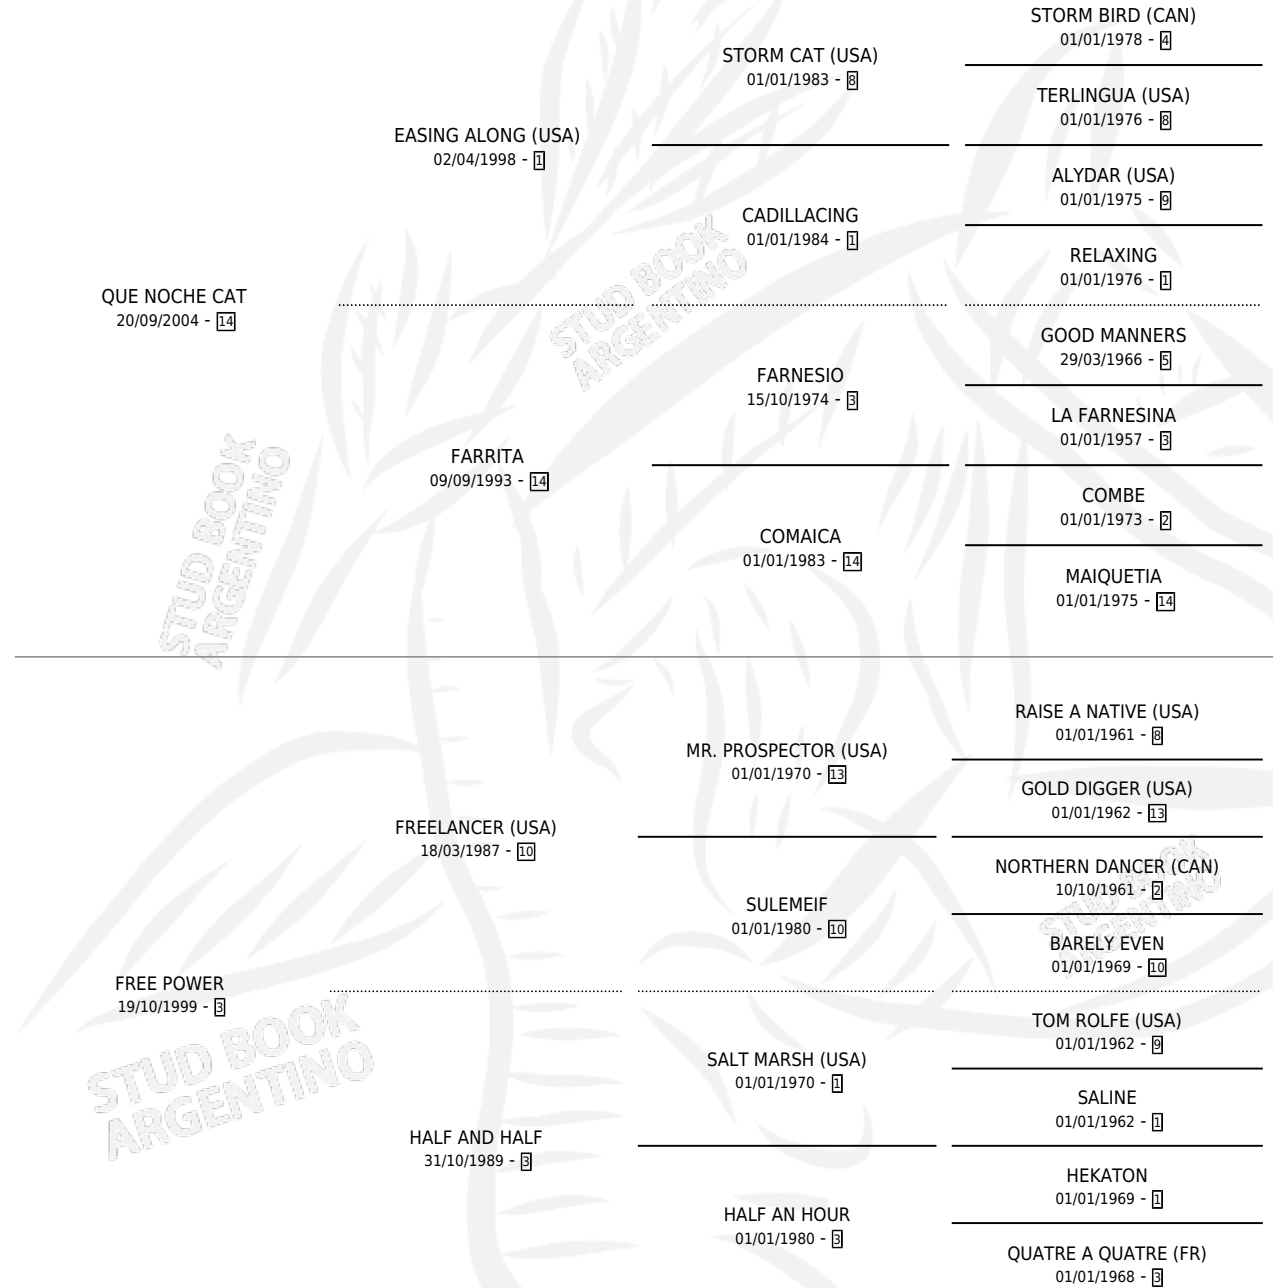 STORM BIRD (CAN)
01/01/1978 - 4
STORM CAT (USA)
01/01/1983 - 8
TERLINGUA (USA)
01/01/1976 - 8
EASING ALONG (USA)
02/04/1998 - 1
ALYDAR (USA)
01/01/1975 - 9
CADILLACING
01/01/1984 - 1
RELAXING
01/01/1976 - 1
QUE NOCHE CAT
20/09/2004 - 14
GOOD MANNERS
29/03/1966 - 5
FARNESIO
15/10/1974 - 3
LA FARNESINA
01/01/1957 - 3
FARRITA
09/09/1993 - 14
COMBE
01/01/1973 - 2
COMAICA
01/01/1983 - 14
MAIQUETIA
01/01/1975 - 14
RAISE A NATIVE (USA)
01/01/1961 - 8
MR. PROSPECTOR (USA)
01/01/1970 - 13
GOLD DIGGER (USA)
01/01/1962 - 13
FREELANCER (USA)
18/03/1987 - 10
NORTHERN DANCER (CAN)
10/10/1961 - 2
SULEMEIF
01/01/1980 - 10
BARELY EVEN
01/01/1969 - 10
FREE POWER
19/10/1999 - 3
TOM ROLFE (USA)
01/01/1962 - 9
SALT MARSH (USA)
01/01/1970 - 1
SALINE
01/01/1962 - 1
HALF AND HALF
31/10/1989 - 3
HEKATON
01/01/1969 - 1
HALF AN HOUR
01/01/1980 - 3
QUATRE A QUATRE (FR)
01/01/1968 - 3
STUD BOOK
ARGENTINO
STUD BOOK
ARGENTINO
STUD BOOK
ARGENTINO
STUD BOOK
ARGENTINO